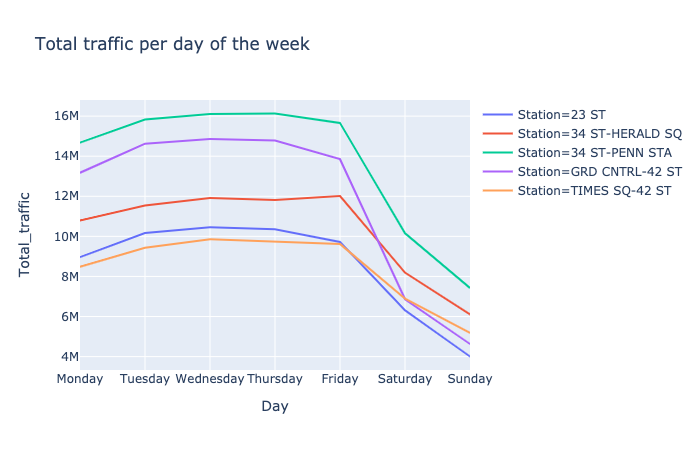 Total traffic per day of the week
Station=23 ST
Station=34 ST-HERALD SQ
Station=34 ST-PENN STA
Station=GRD CNTRL-42 ST
Station=TIMES SQ-42 ST
16M
14M
12M
10M
8M
6M
4M
Total_traffic
Monday Tuesday Wednesday Thursday Friday Saturday Sunday
Day